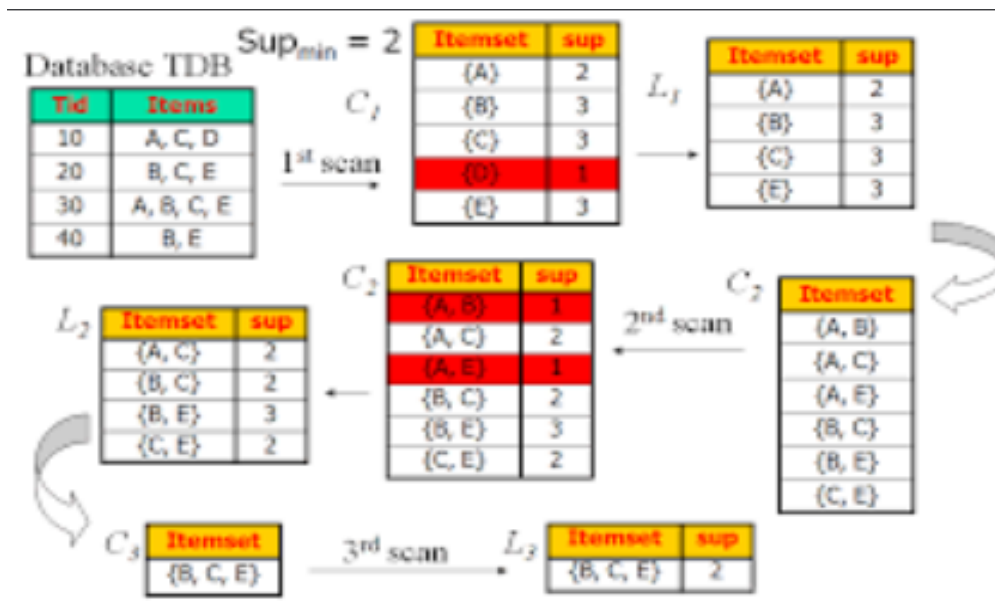 Sup_min = 2
Database TDB
Tid Items
10 A, C, D
20 B, C, E
30 A, B, C, E
40 B, E
1st scan
C1
Itemset sup
{A} 2
{B} 3
{C} 3
{D} 1
{E} 3
L1
Itemset sup
{A} 2
{B} 3
{C} 3
{E} 3
C2
Itemset
{A, B}
{A, C}
{A, E}
{B, C}
{B, E}
{C, E}
2nd scan
C2
Itemset sup
{A, B} 1
{A, C} 2
{A, E} 1
{B, C} 2
{B, E} 3
{C, E} 2
L2
Itemset sup
{A, C} 2
{B, C} 2
{B, E} 3
{C, E} 2
C3
Itemset
{B, C, E}
3rd scan
L3
Itemset sup
{B, C, E} 2